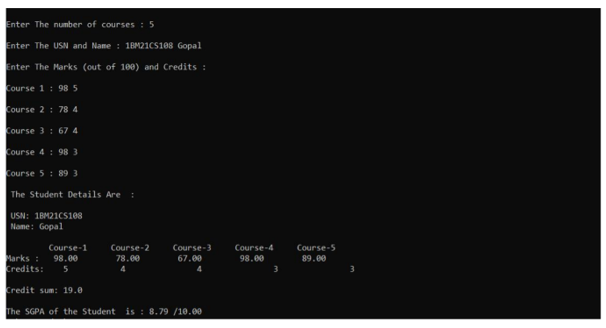 Enter The number of courses : 5
Enter The USN and Name : 1BM21CS108 Gopal
Enter The Marks (out of 100) and Credits :
Course 1 : 98 5
Course 2 : 78 4
Course 3 : 67 4
Course 4 : 98 3
Course 5 : 89 3
The Student Details Are :
USN: 1BM21CS108
Name: Gopal
Course-1 Course-2 Course-3 Course-4 Course-5
Marks : 98.00 78.00 67.00 98.00 89.00
Credits: 5 4 4 3 3
Credit sum: 19.0
The SGPA of the Student is : 8.79 /10.00